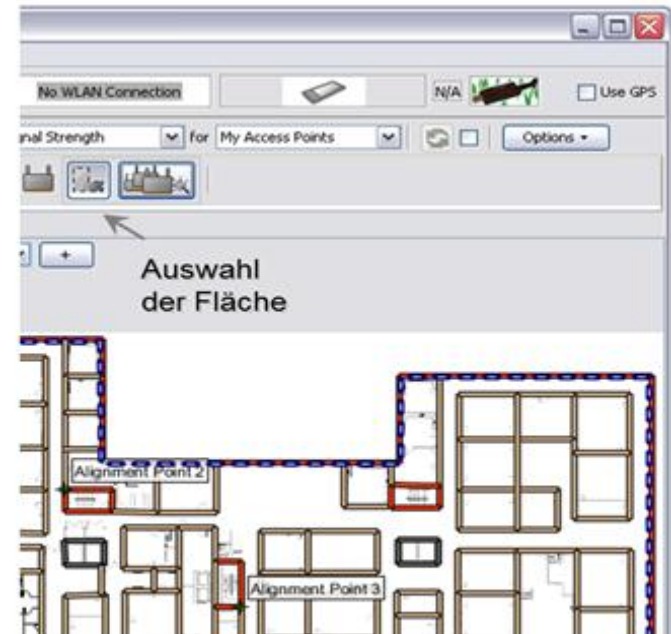 No WLAN Connection
N/A
Use GPS
nal Strength
for
My Access Points
Options
+
Auswahl
der Fläche
Alignment Point 2
Alignment Point 3